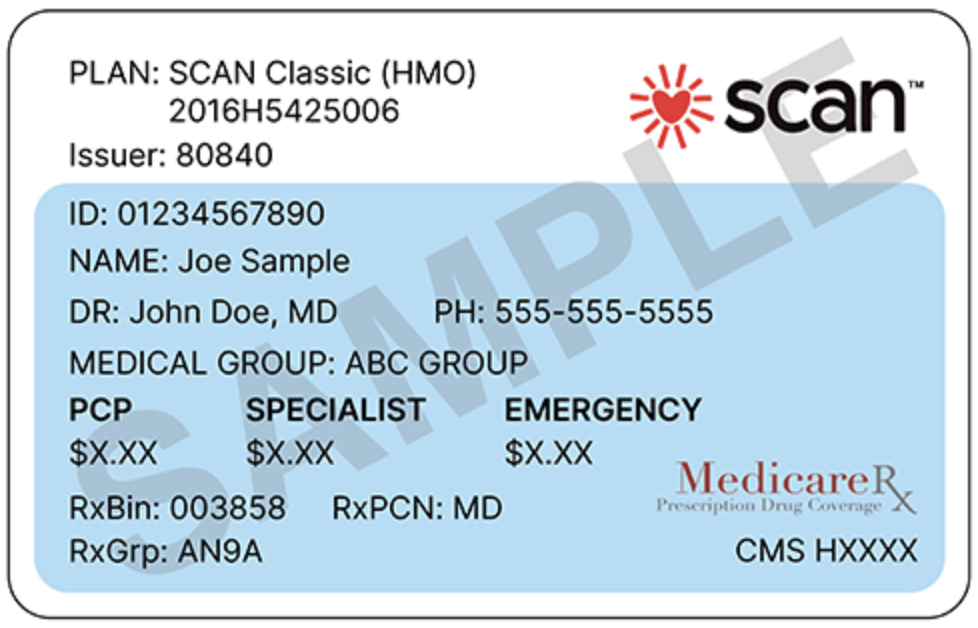 PLAN: SCAN Classic (HMO)
2016H5425006
scan™
Issuer: 80840
ID: 01234567890
NAME: Joe Sample
DR: John Doe, MD PH: 555-555-5555
MEDICAL GROUP: ABC GROUP
PCP SPECIALIST EMERGENCY
$X.XX $X.XX $X.XX
MedicareRx
Prescription Drug Coverage
RxBin: 003858 RxPCN: MD
RxGrp: AN9A CMS HXXXX
SAMPLE